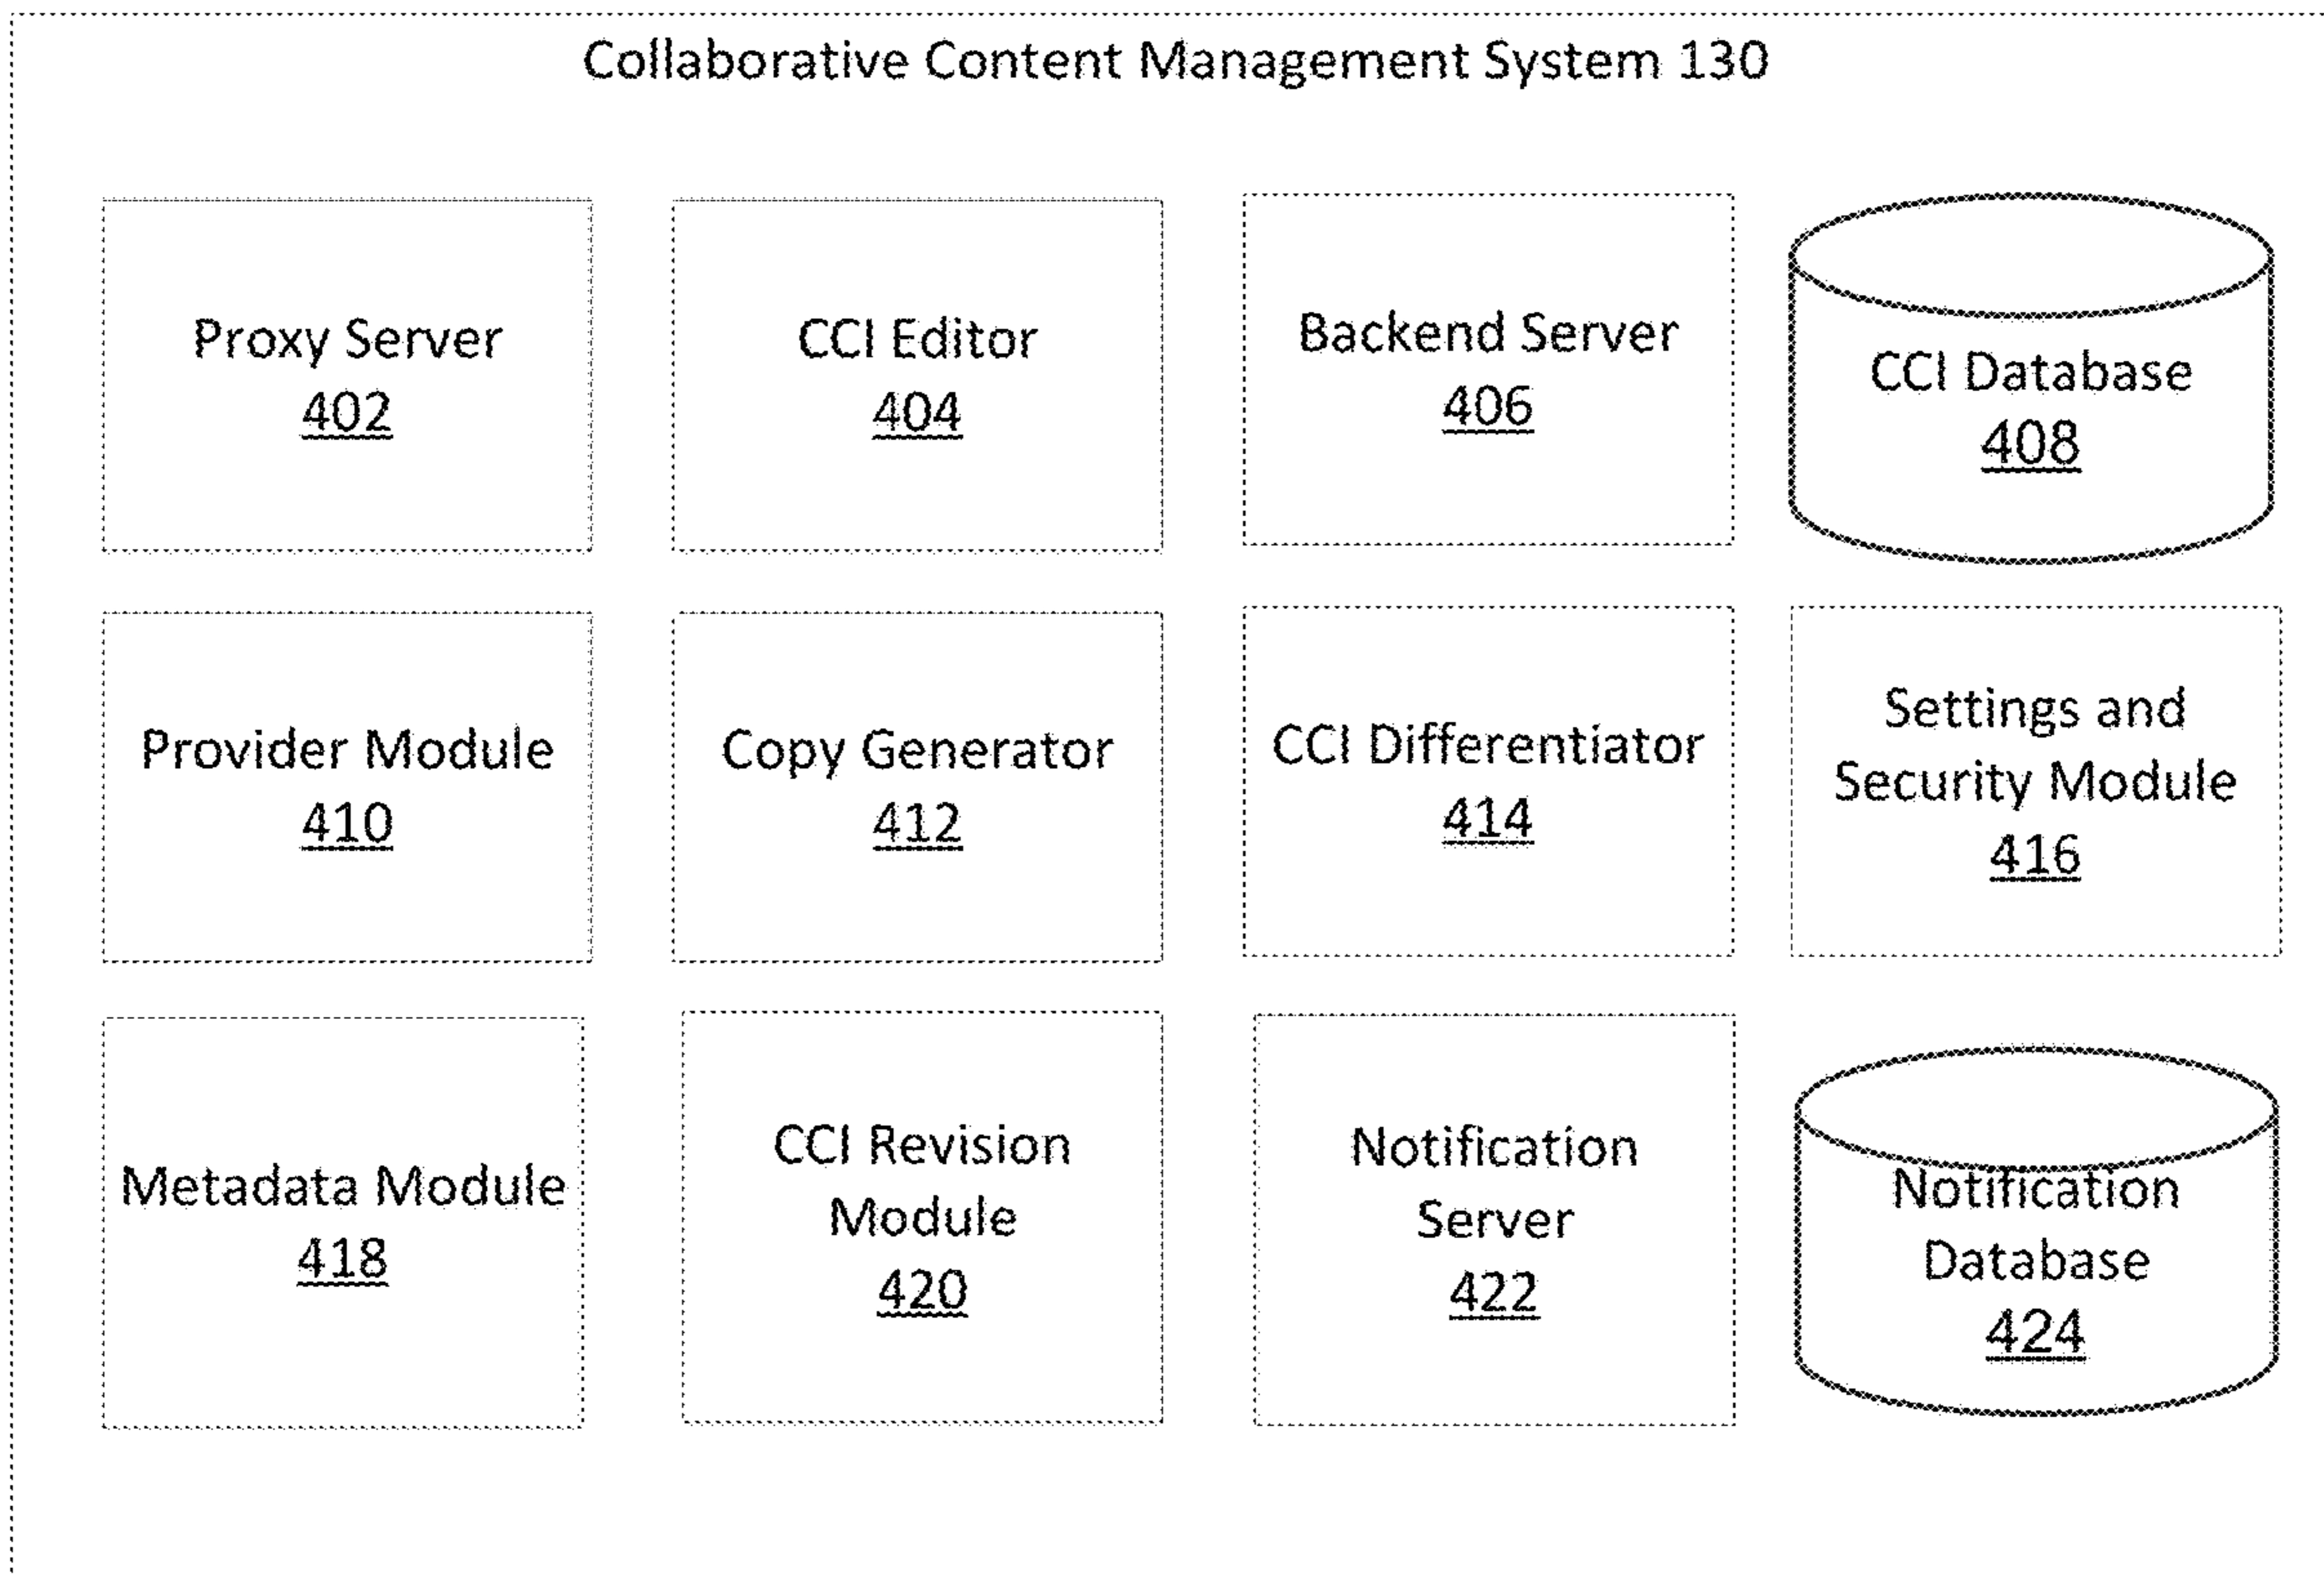 Collaborative Content Management System 130
Proxy Server
402
CCI Editor
404
Backend Server
406
CCI Database
408
Provider Module
410
Copy Generator
412
CCI Differentiator
414
Settings and
Security Module
416
Metadata Module
418
CCI Revision
Module
420
Notification
Server
422
Notification
Database
424